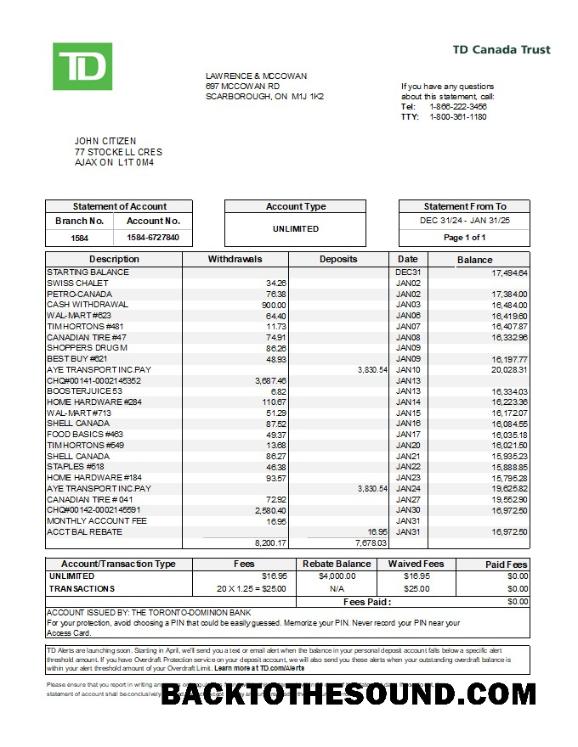 TD
TD Canada Trust
LAWRENCE & MCCOWAN
697 MCCOWAN RD
SCARBOROUGH, ON M1J 1K2
If you have any questions
about this statement, call:
Tel: 1-866-222-3456
TTY: 1-800-361-1180
JOHN CITIZEN
77 STOCKELL CRES
AJAX ON L1T 0M4
Statement of Account
Branch No. Account No.
1584 1584-6727840
Account Type
UNLIMITED
Statement From To
DEC 31/24 - JAN 31/25
Page 1 of 1
Description Withdrawals Deposits Date Balance
STARTING BALANCE DEC31 17,494.64
SWISS CHALET 34.26 JAN02
PETRO-CANADA 76.38 JAN02 17,384.00
CASH WITHDRAWAL 900.00 JAN03 16,484.00
WAL-MART #623 64.40 JAN06 16,419.60
TIM HORTONS #481 11.73 JAN07 16,407.87
CANADIAN TIRE #47 74.91 JAN08 16,332.96
SHOPPERS DRUG M 86.26 JAN09
BEST BUY #621 48.93 JAN09 16,197.77
AYE TRANSPORT INC.PAY 3,830.54 JAN10 20,028.31
CHQ#00141-0002146352 3,687.46 JAN13
BOOSTERJUICE 53 6.82 JAN13 16,334.03
HOME HARDWARE #284 110.67 JAN14 16,223.36
WAL-MART #713 51.29 JAN15 16,172.07
SHELL CANADA 87.52 JAN16 16,084.55
FOOD BASICS #463 49.37 JAN17 16,035.18
TIM HORTONS #549 13.68 JAN20 16,021.50
SHELL CANADA 86.27 JAN21 15,935.23
STAPLES #518 46.38 JAN22 15,888.85
HOME HARDWARE #184 93.57 JAN23 15,795.28
AYE TRANSPORT INC.PAY 3,830.54 JAN24 19,625.82
CANADIAN TIRE # 041 72.92 JAN27 19,552.90
CHQ#00142-0002146591 2,580.40 JAN30 16,972.50
MONTHLY ACCOUNT FEE 16.95 JAN31
ACCT BAL REBATE 16.95 JAN31 16,972.50
8,200.17 7,678.03
Account/Transaction Type Fees Rebate Balance Waived Fees Paid Fees
UNLIMITED $16.95 $4,000.00 $16.95 $0.00
TRANSACTIONS 20 X 1.25 = $25.00 N/A $25.00 $0.00
Fees Paid: $0.00
ACCOUNT ISSUED BY: THE TORONTO-DOMINION BANK
For your protection, avoid choosing a PIN that could be easily guessed. Memorize your PIN. Never record your PIN near your
Access Card.
TD Alerts are launching soon. Starting in April, we'll send you a text or email alert when the balance in your personal deposit account falls below a specific alert
threshold amount. If you have Overdraft Protection service on your deposit account, we will also send you these alerts when your outstanding overdraft balance is
within your alert threshold amount of your Overdraft Limit. Learn more at TD.com/Alerts
Please ensure that you report in writing any
statement of account shall be conclusively
BACKTOTHESOUND.COM